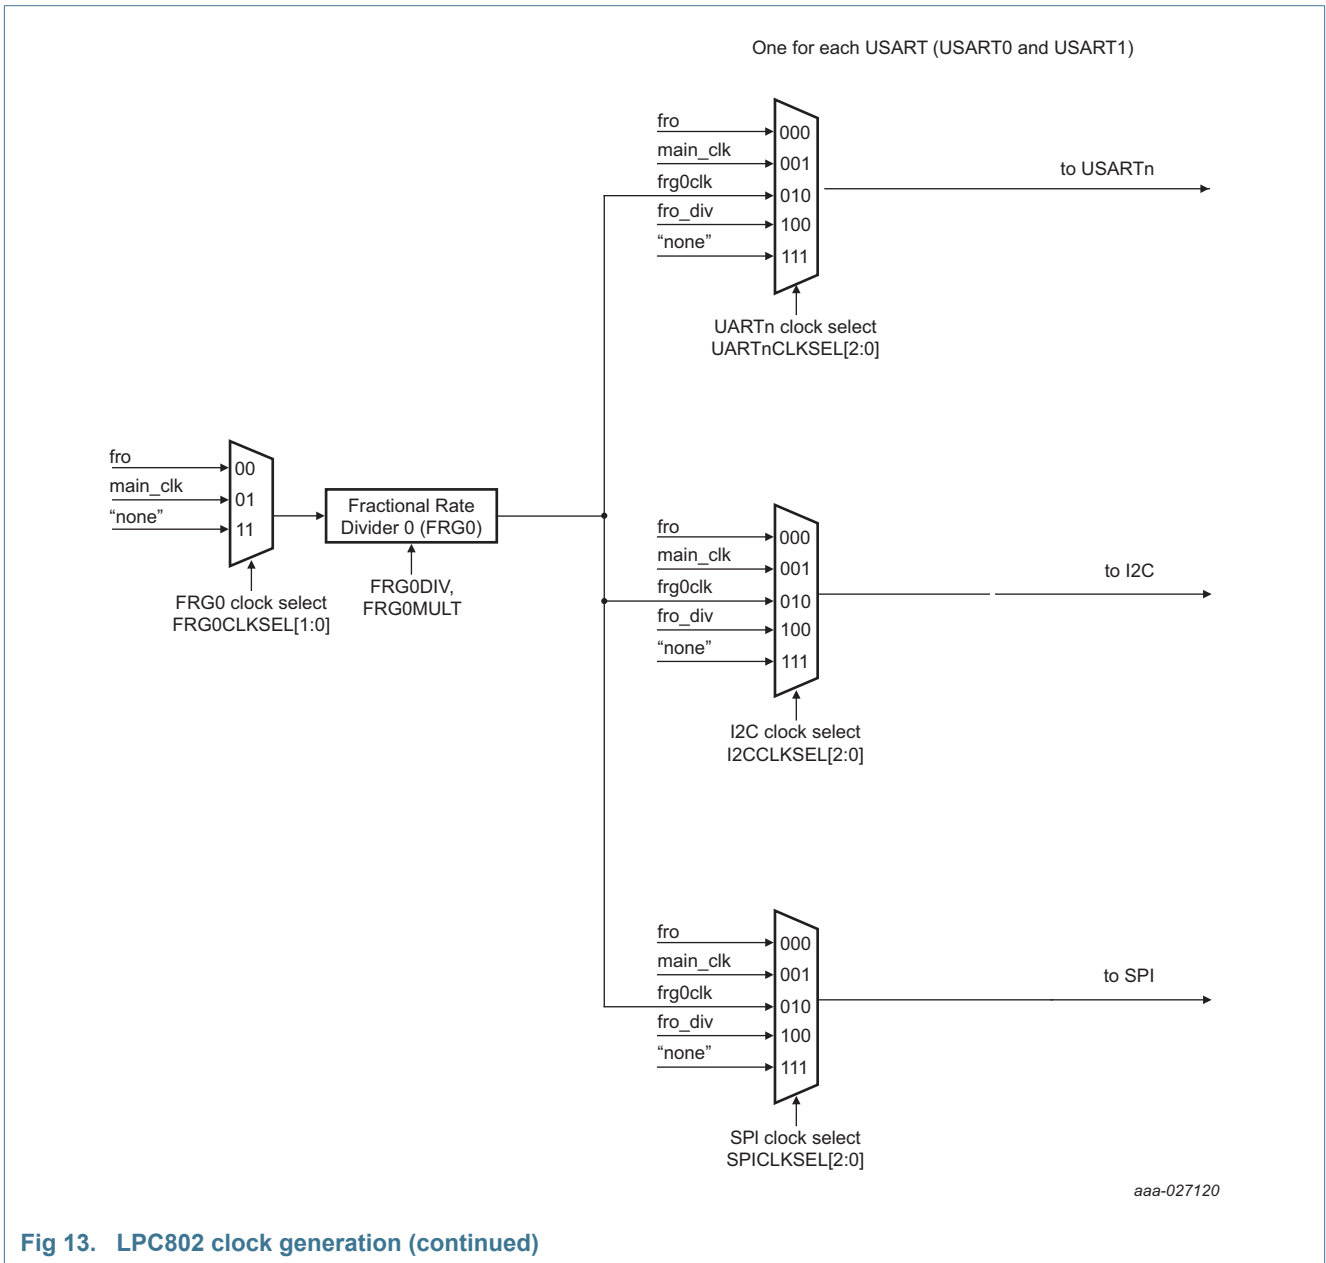 One for each USART (USART0 and USART1)
fro
000
main_clk
001
to USARTn
frg0clk
010
fro_div
100
“none”
111
UARTn clock select
UARTnCLKSEL[2:0]
fro
00
main_clk
01
“none”
11
Fractional Rate
Divider 0 (FRG0)
FRG0DIV,
FRG0MULT
FRG0 clock select
FRG0CLKSEL[1:0]
fro
000
main_clk
001
to I2C
frg0clk
010
fro_div
100
“none”
111
I2C clock select
I2CCLKSEL[2:0]
fro
000
main_clk
001
to SPI
frg0clk
010
fro_div
100
“none”
111
SPI clock select
SPICLKSEL[2:0]
aaa-027120
Fig 13. LPC802 clock generation (continued)